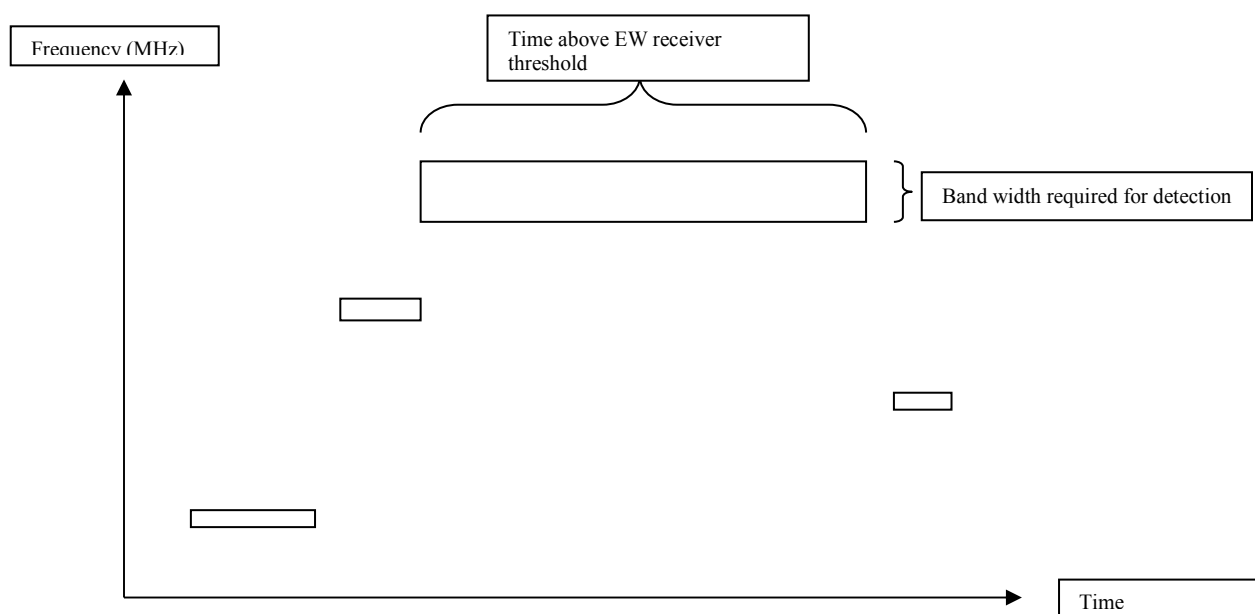 Frequency (MHz)
Time above EW receiver
threshold
Band width required for detection
Time